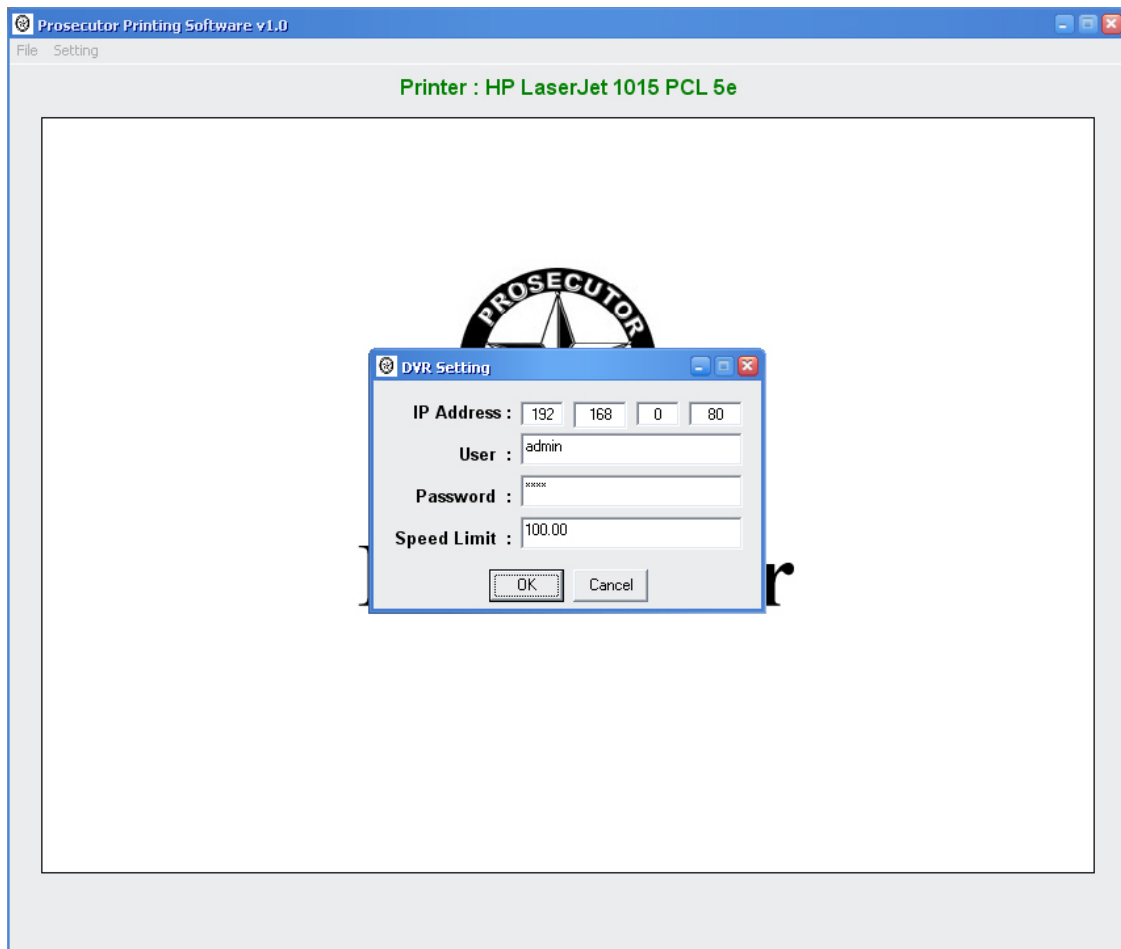 Prosecutor Printing Software v1.0
File Setting
Printer : HP LaserJet 1015 PCL 5e
PROSECUTOR
DVR Setting
IP Address : 192 168 0 80
User : admin
Password : ****
Speed Limit : 100.00
OK Cancel